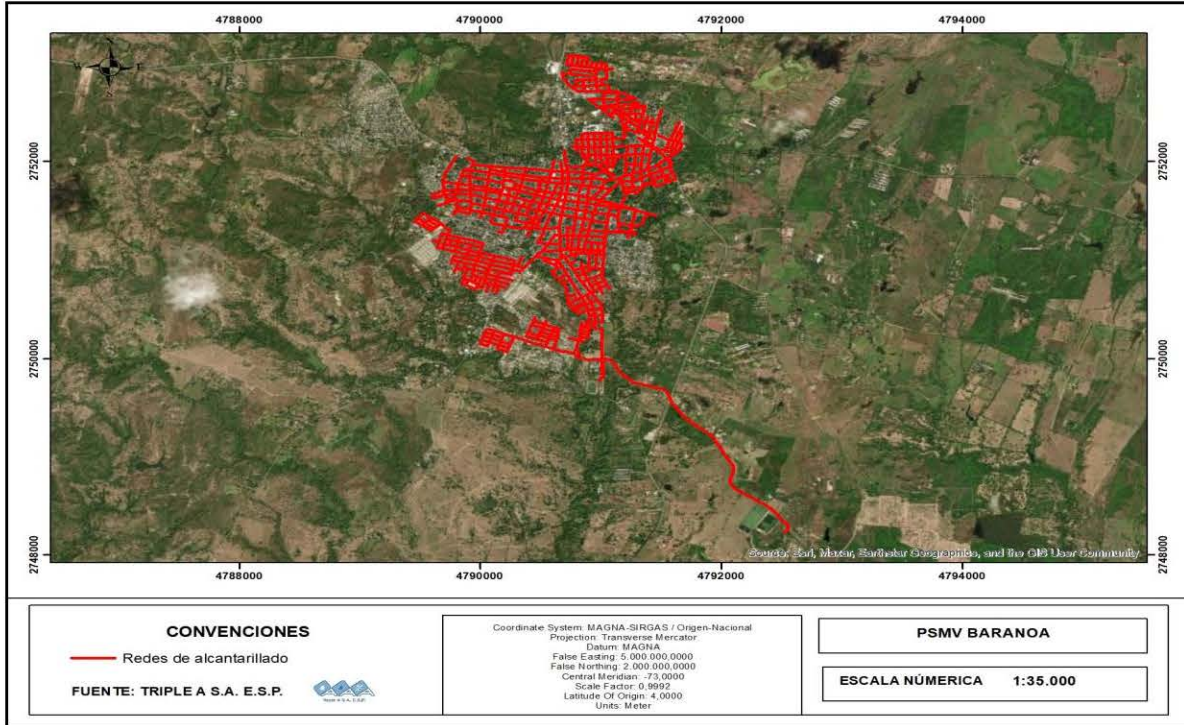 4788000 4790000 4792000 4794000
N
W E
S
2752000 2752000
2750000 2750000
2748000 2748000
Source: Esri, Maxar, Earthstar Geographics, and the GIS User Community
4788000 4790000 4792000 4794000
CONVENCIONES
Redes de alcantarillado
FUENTE: TRIPLE A S.A. E.S.P.
Triple A S.A. E.S.P.
Coordinate System: MAGNA-SIRGAS / Origen-Nacional
Projection: Transverse Mercator
Datum: MAGNA
False Easting: 5.000.000,0000
False Northing: 2.000.000,0000
Central Meridian: -73,0000
Scale Factor: 0,9992
Latitude Of Origin: 4,0000
Units: Meter
PSMV BARANOA
ESCALA NÚMERICA 1:35.000